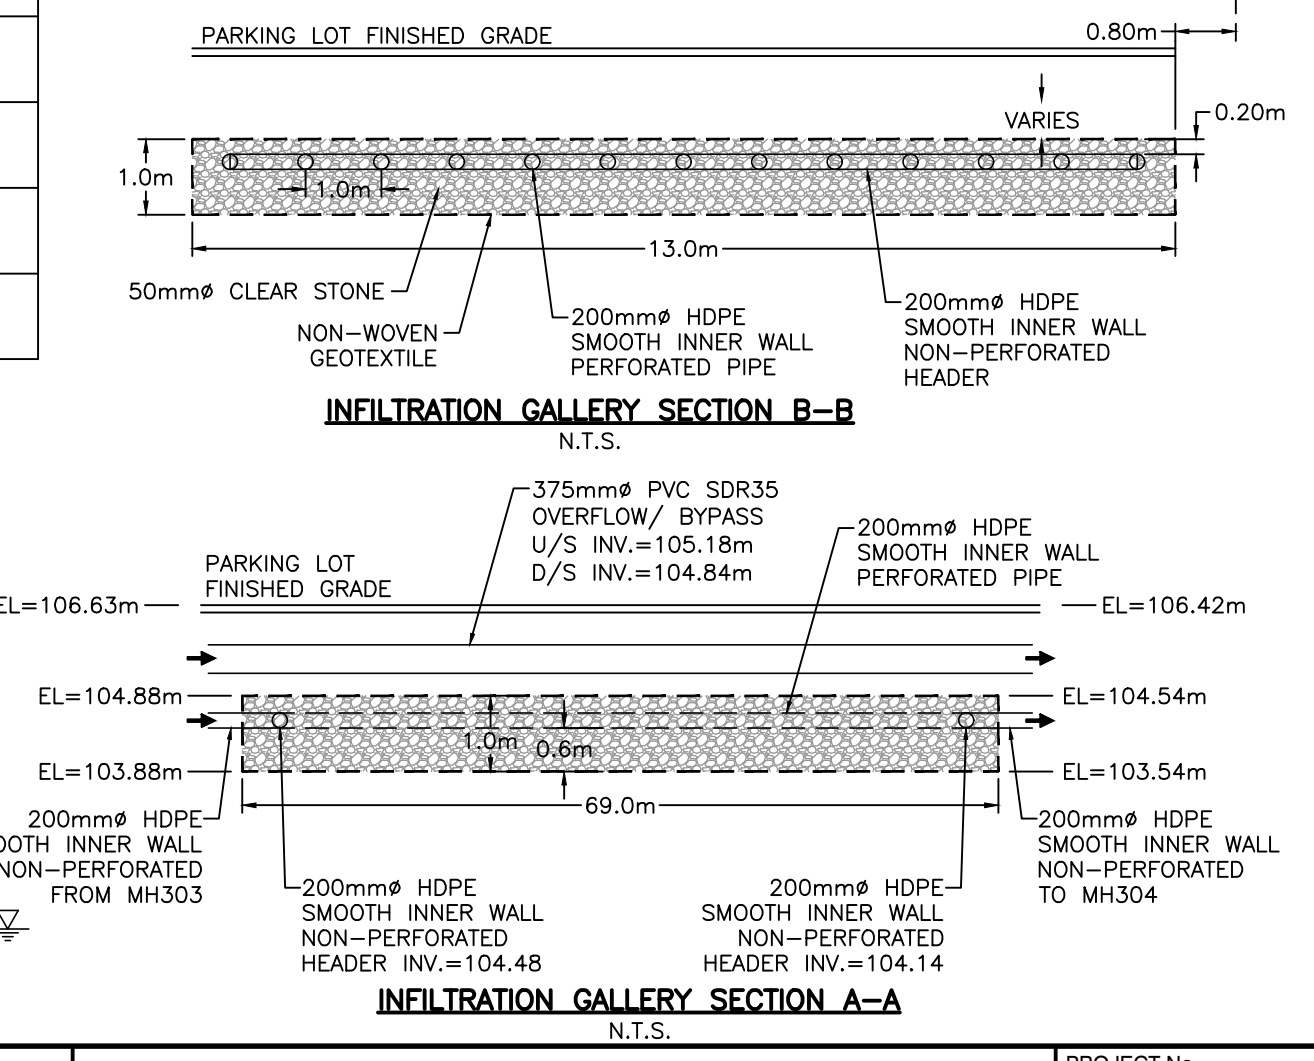 PARKING LOT FINISHED GRADE
0.80m
VARIES
0.20m
1.0m
1.0m
13.0m
50mmø CLEAR STONE
NON-WOVEN
GEOTEXTILE
200mmø HDPE
SMOOTH INNER WALL
PERFORATED PIPE
200mmø HDPE
SMOOTH INNER WALL
NON-PERFORATED
HEADER
INFILTRATION GALLERY SECTION B-B
N.T.S.
375mmø PVC SDR35
OVERFLOW/ BYPASS
U/S INV.=105.18m
D/S INV.=104.84m
200mmø HDPE
SMOOTH INNER WALL
PERFORATED PIPE
PARKING LOT
FINISHED GRADE
EL=106.63m
EL=106.42m
EL=104.88m
EL=104.54m
1.0m
0.6m
EL=103.88m
EL=103.54m
69.0m
200mmø HDPE
OOTH INNER WALL
NON-PERFORATED
FROM MH303
200mmø HDPE
SMOOTH INNER WALL
NON-PERFORATED
HEADER INV.=104.48
200mmø HDPE
SMOOTH INNER WALL
NON-PERFORATED
HEADER INV.=104.14
200mmø HDPE
SMOOTH INNER WALL
NON-PERFORATED
TO MH304
INFILTRATION GALLERY SECTION A-A
N.T.S.
PROJECT No.